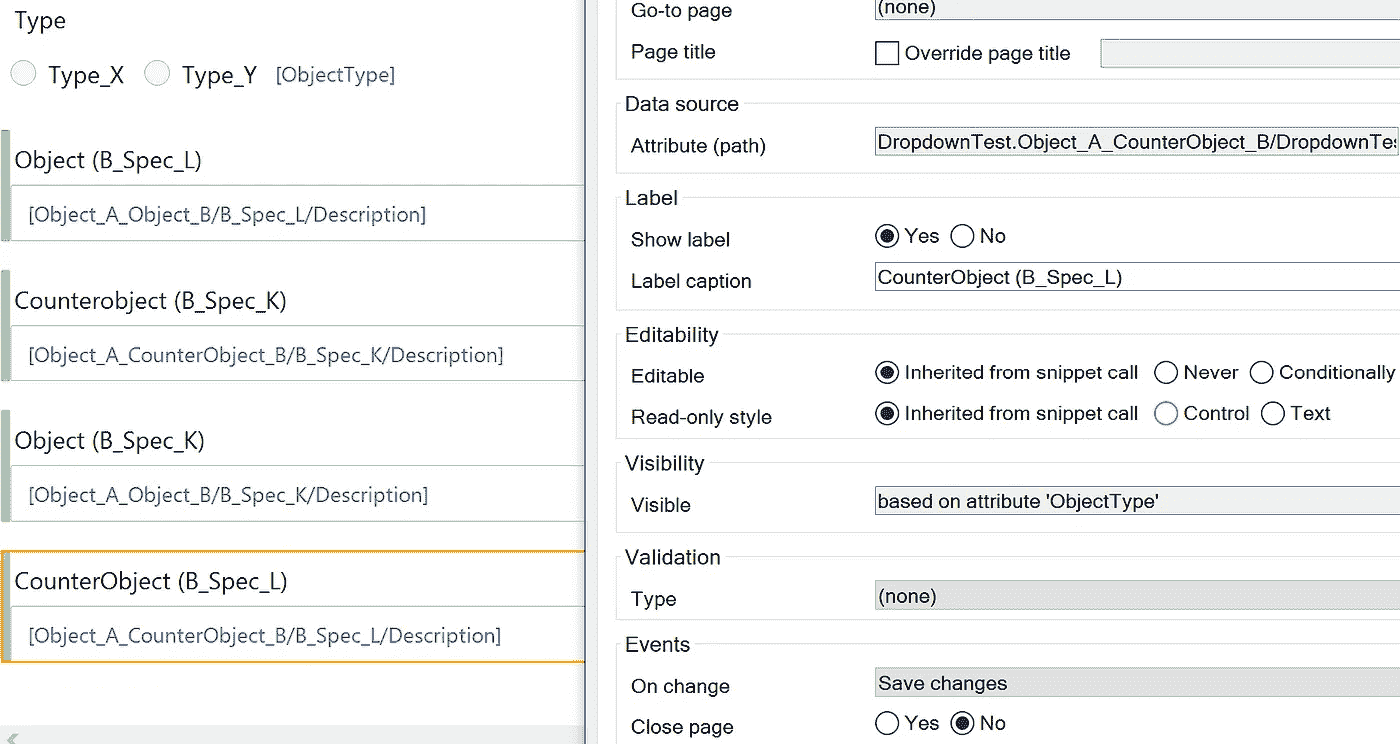 Type
Type_X Type_Y [ObjectType]
Object (B_Spec_L)
[Object_A_Object_B/B_Spec_L/Description]
Counterobject (B_Spec_K)
[Object_A_CounterObject_B/B_Spec_K/Description]
Object (B_Spec_K)
[Object_A_Object_B/B_Spec_K/Description]
CounterObject (B_Spec_L)
[Object_A_CounterObject_B/B_Spec_L/Description]
Go-to page (none)
Page title Override page title
Data source
Attribute (path) DropdownTest.Object_A_CounterObject_B/DropdownTes
Label
Show label Yes No
Label caption CounterObject (B_Spec_L)
Editability
Editable Inherited from snippet call Never Conditionally
Read-only style Inherited from snippet call Control Text
Visibility
Visible based on attribute 'ObjectType'
Validation
Type (none)
Events
On change Save changes
Close page Yes No